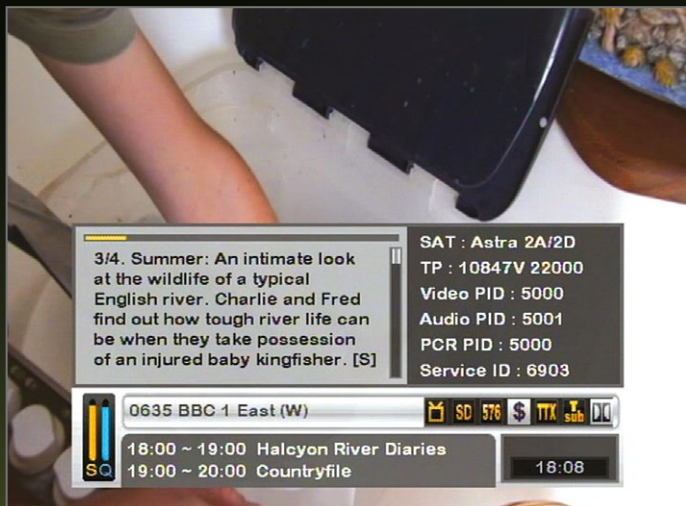 3/4. Summer: An intimate look
at the wildlife of a typical
English river. Charlie and Fred
find out how tough river life can
be when they take possession
of an injured baby kingfisher. [S]
SAT : Astra 2A/2D
TP : 10847V 22000
Video PID : 5000
Audio PID : 5001
PCR PID : 5000
Service ID : 6903
0635 BBC 1 East (W)
SD 576 $ TTX T sub
SQ
18:00 ~ 19:00 Halcyon River Diaries
19:00 ~ 20:00 Countryfile
18:08